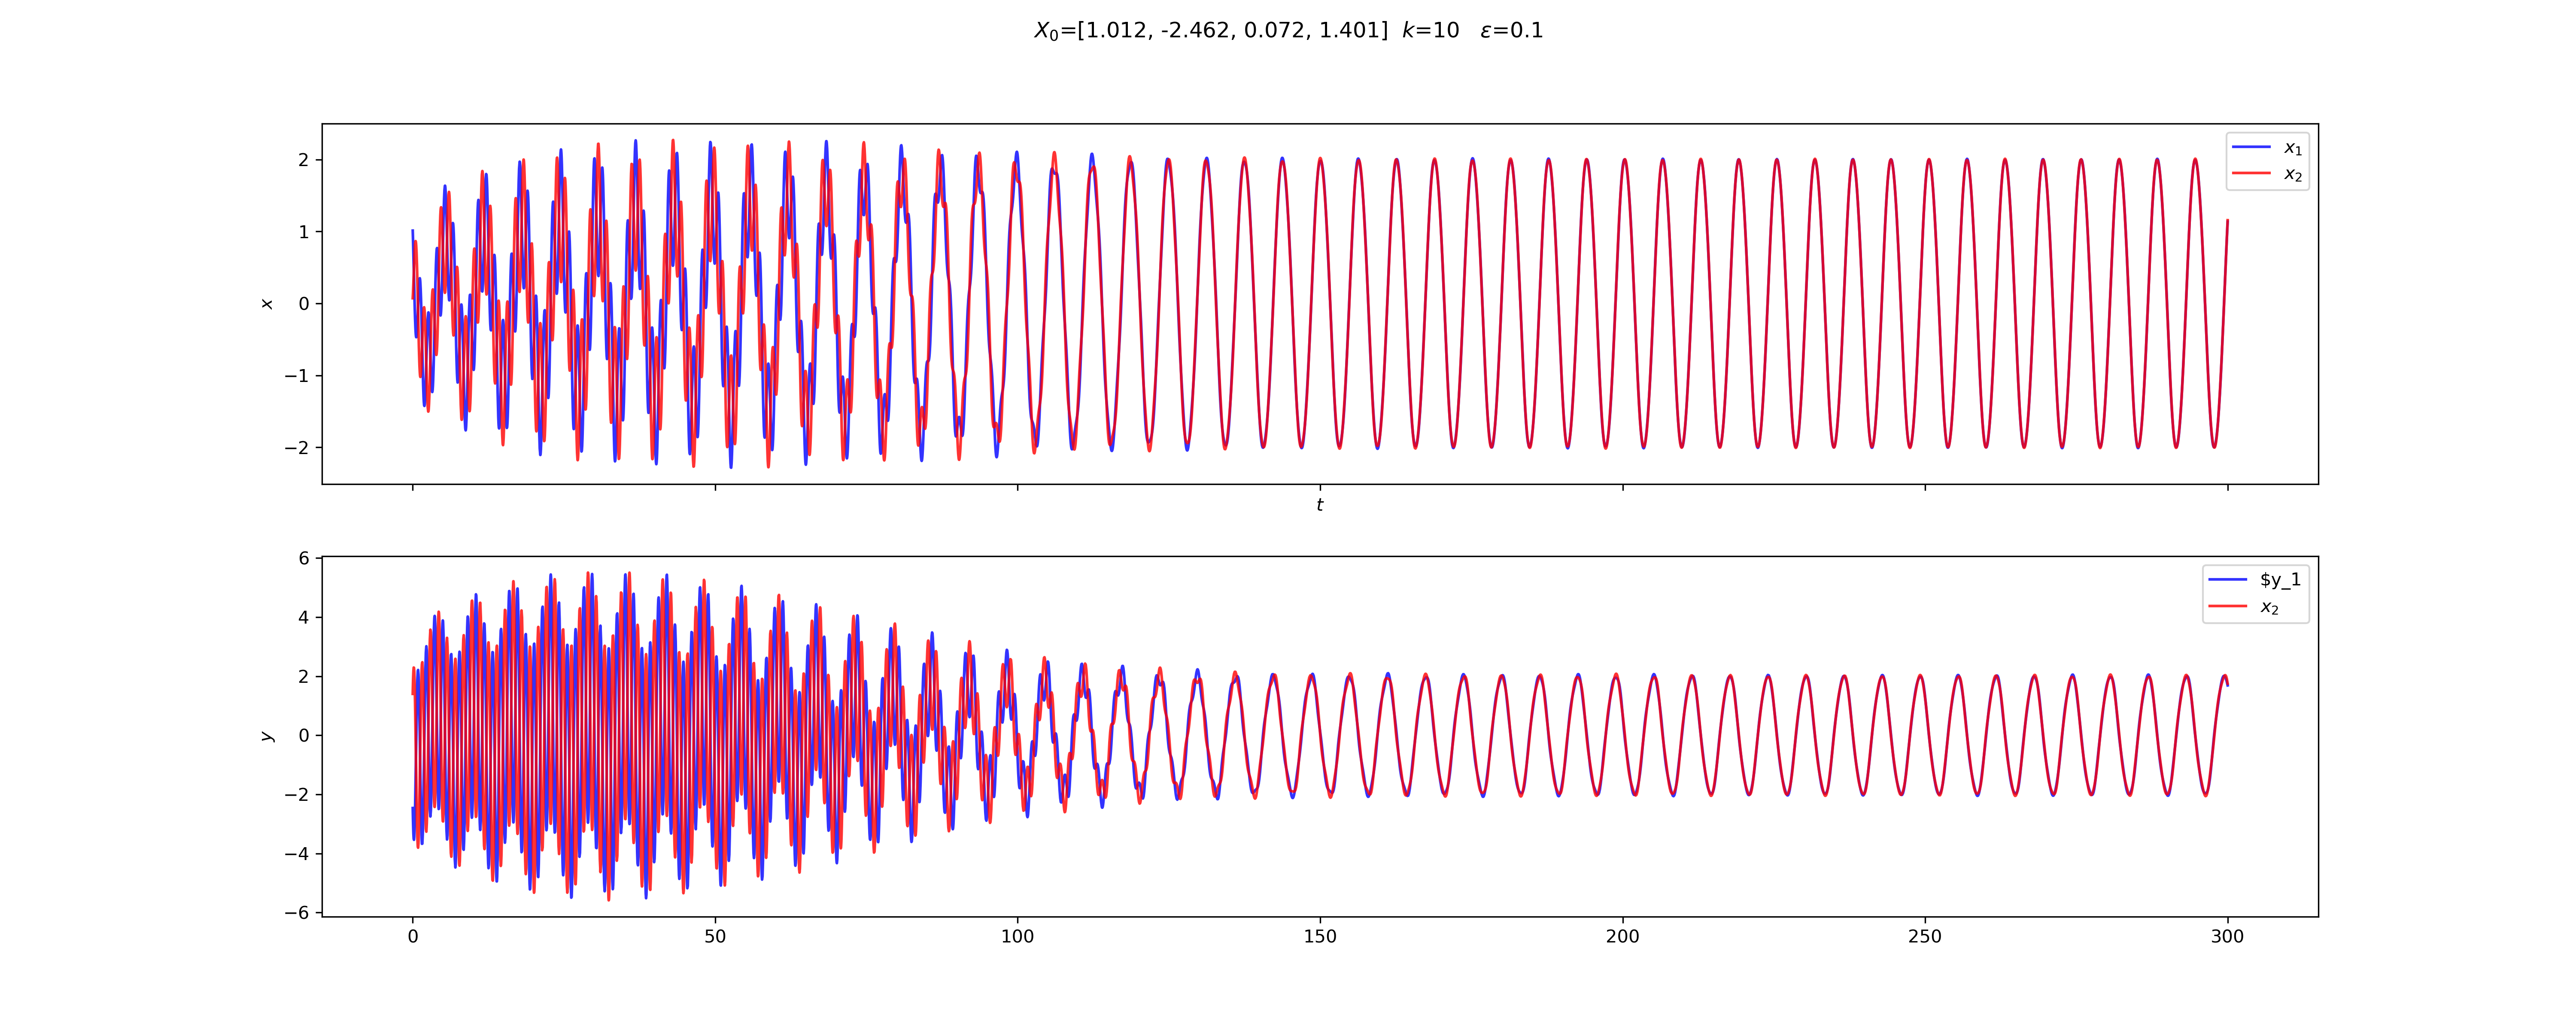 X₀=[1.012, -2.462, 0.072, 1.401] k=10 ε=0.1
2
1
0
−1
−2
x
x₁
x₂
t
6
4
2
0
−2
−4
−6
y
$y_1
x₂
0 50 100 150 200 250 300